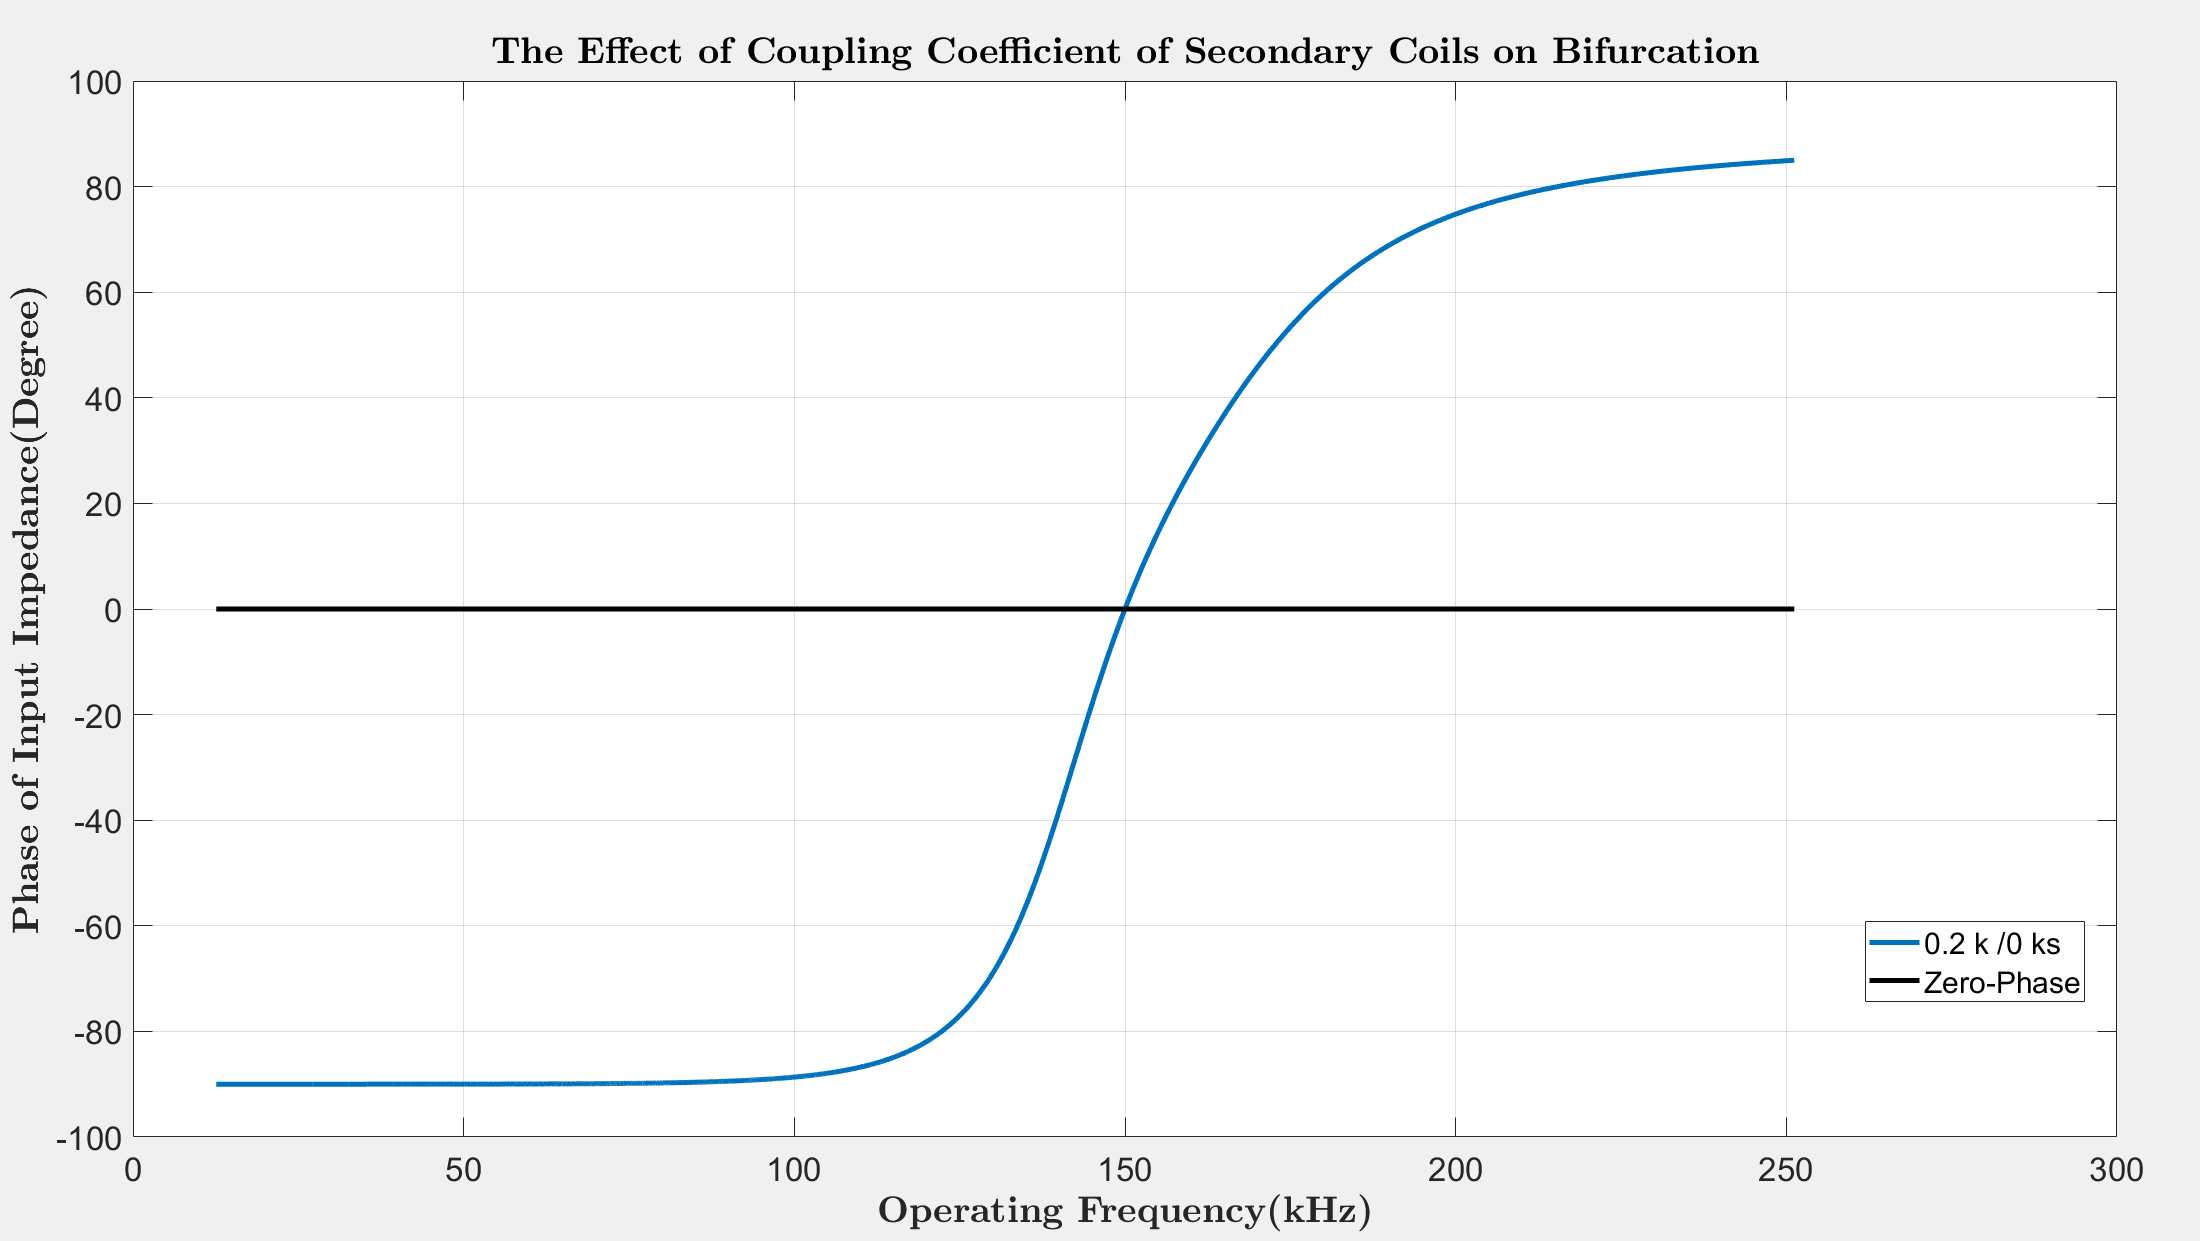 The Effect of Coupling Coefficient of Secondary Coils on Bifurcation
100
80
60
40
20
0
-20
-40
-60
-80
-100
Phase of Input Impedance(Degree)
0.2 k /0 ks
Zero-Phase
0 50 100 150 200 250 300
Operating Frequency(kHz)